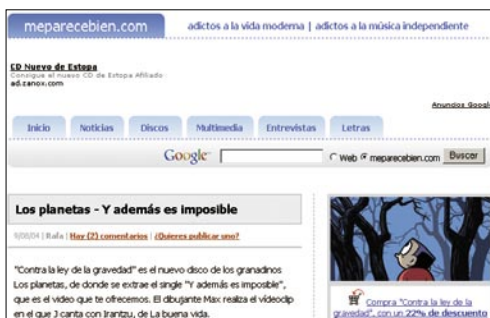 meparecebien.com
adictos a la vida moderna | adictos a la música independiente
CD Nuevo de Estopa
Consigue el nuevo CD de Estopa Afiliado
ad.zanox.com
Anuncios Googl
Inicio Noticias Discos Multimedia Entrevistas Letras
Google Web meparecebien.com Buscar
Los planetas - Y además es imposible
5/08/04 | Rafa | Hay (2) comentarios | ¿Quieres publicar uno?
"Contra la ley de la gravedad" es el nuevo disco de los granadinos
Los planetas, de donde se extrae el single "Y además es imposible",
que es el video que te ofrecemos. El dibujante Max realiza el vídeoclip
en el que J canta con Irantzu, de La buena vida.
Compra "Contra la ley de la
gravedad", con un 22% de descuento